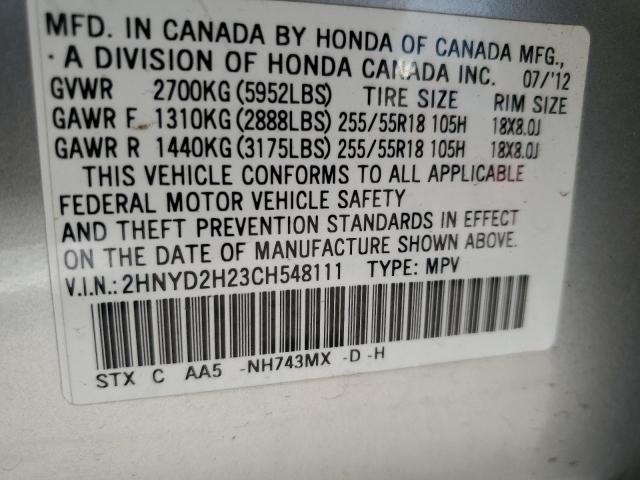 MFD. IN CANADA BY HONDA OF CANADA MFG.,
· A DIVISION OF HONDA CANADA INC. 07/'12
GVWR 2700KG (5952LBS) TIRE SIZE RIM SIZE
GAWR F 1310KG (2888LBS) 255/55R18 105H 18X8.0J
GAWR R 1440KG (3175LBS) 255/55R18 105H 18X8.0J
THIS VEHICLE CONFORMS TO ALL APPLICABLE
FEDERAL MOTOR VEHICLE SAFETY
AND THEFT PREVENTION STANDARDS IN EFFECT
ON THE DATE OF MANUFACTURE SHOWN ABOVE.
V.I.N.: 2HNYD2H23CH548111 TYPE: MPV
STX C AA5 -NH743MX -D -H